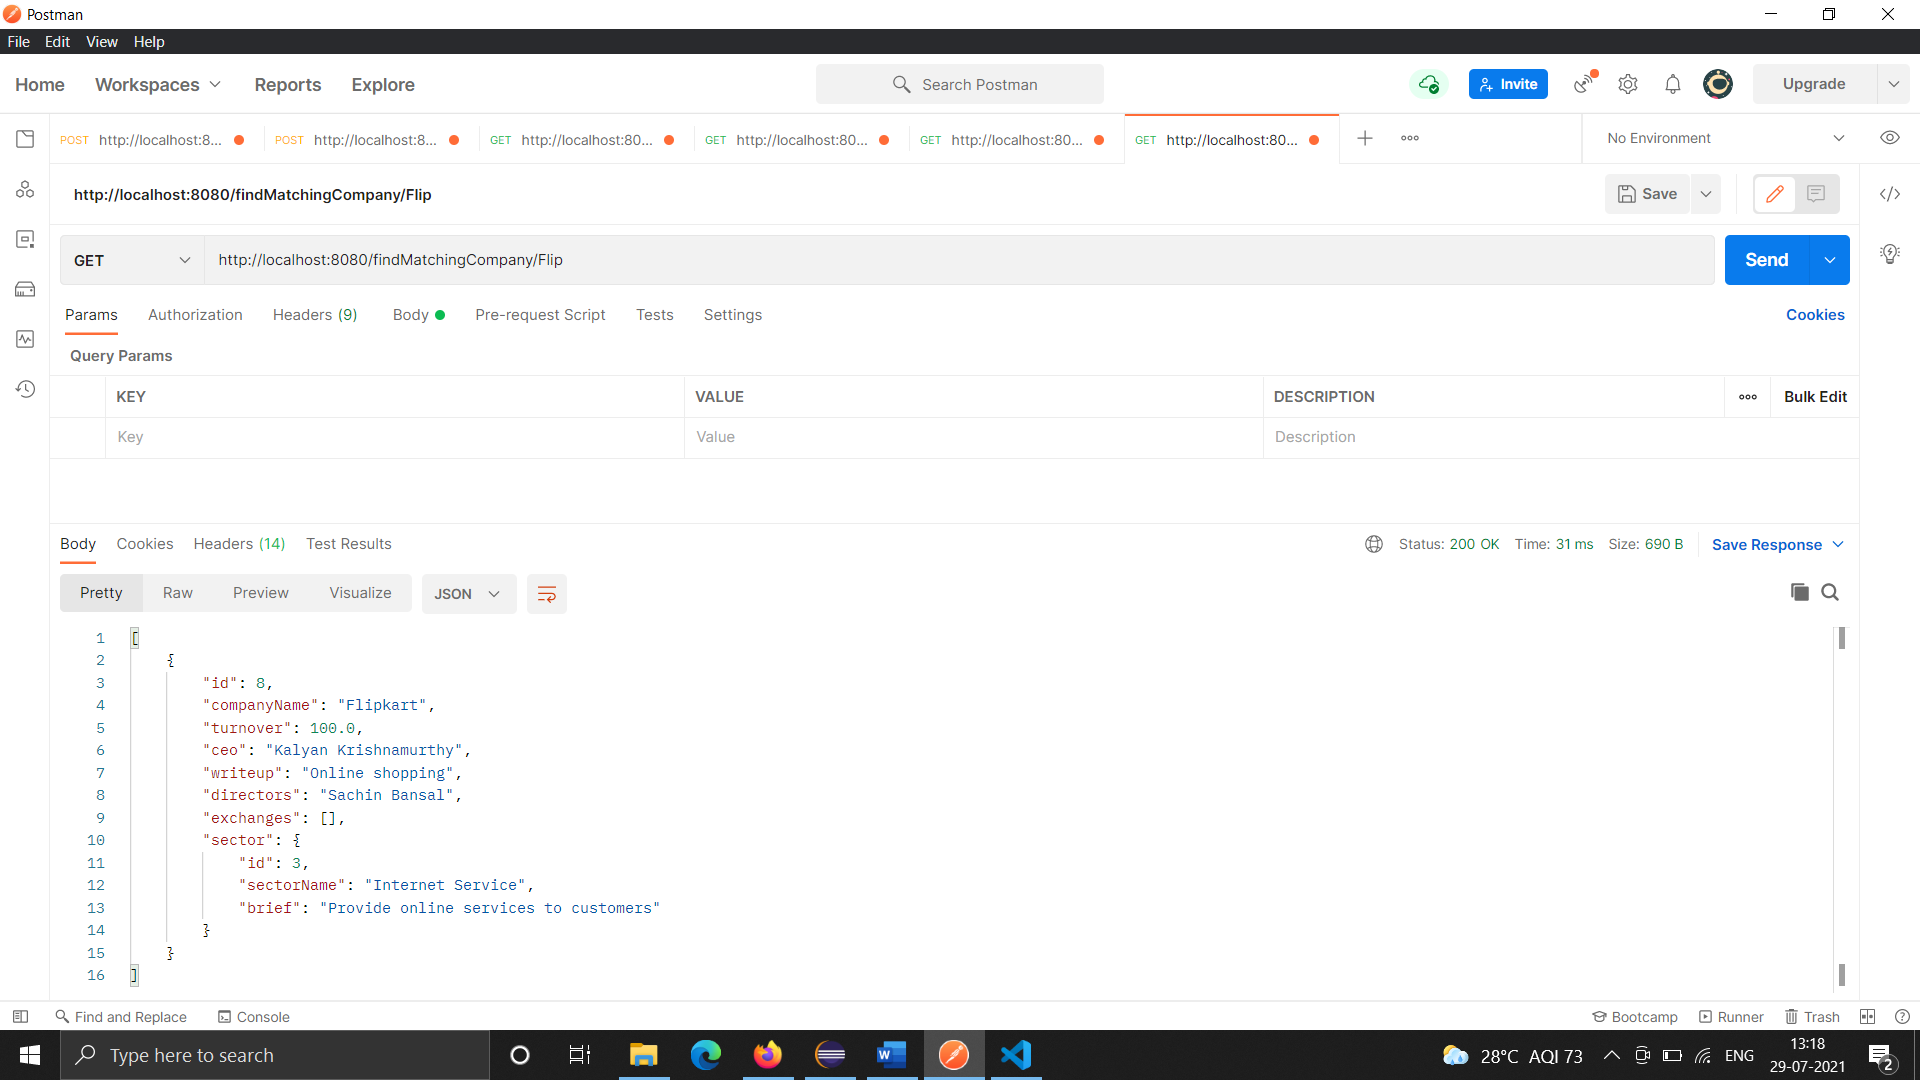 Postman
File Edit View Help
Home Workspaces Reports Explore Search Postman Invite Upgrade
POST http://localhost:8... POST http://localhost:8... GET http://localhost:80... GET http://localhost:80... GET http://localhost:80... GET http://localhost:80... No Environment
http://localhost:8080/findMatchingCompany/Flip Save
GET http://localhost:8080/findMatchingCompany/Flip Send
Params Authorization Headers (9) Body Pre-request Script Tests Settings Cookies
Query Params
KEY VALUE DESCRIPTION Bulk Edit
Key Value Description
Body Cookies Headers (14) Test Results Status: 200 OK Time: 31 ms Size: 690 B Save Response
Pretty Raw Preview Visualize JSON
1 [
2 {
3 "id": 8,
4 "companyName": "Flipkart",
5 "turnover": 100.0,
6 "ceo": "Kalyan Krishnamurthy",
7 "writeup": "Online shopping",
8 "directors": "Sachin Bansal",
9 "exchanges": [],
10 "sector": {
11 "id": 3,
12 "sectorName": "Internet Service",
13 "brief": "Provide online services to customers"
14 }
15 }
16 ]
Find and Replace Console Bootcamp Runner Trash
Type here to search 28°C AQI 73 ENG 13:18
29-07-2021 2